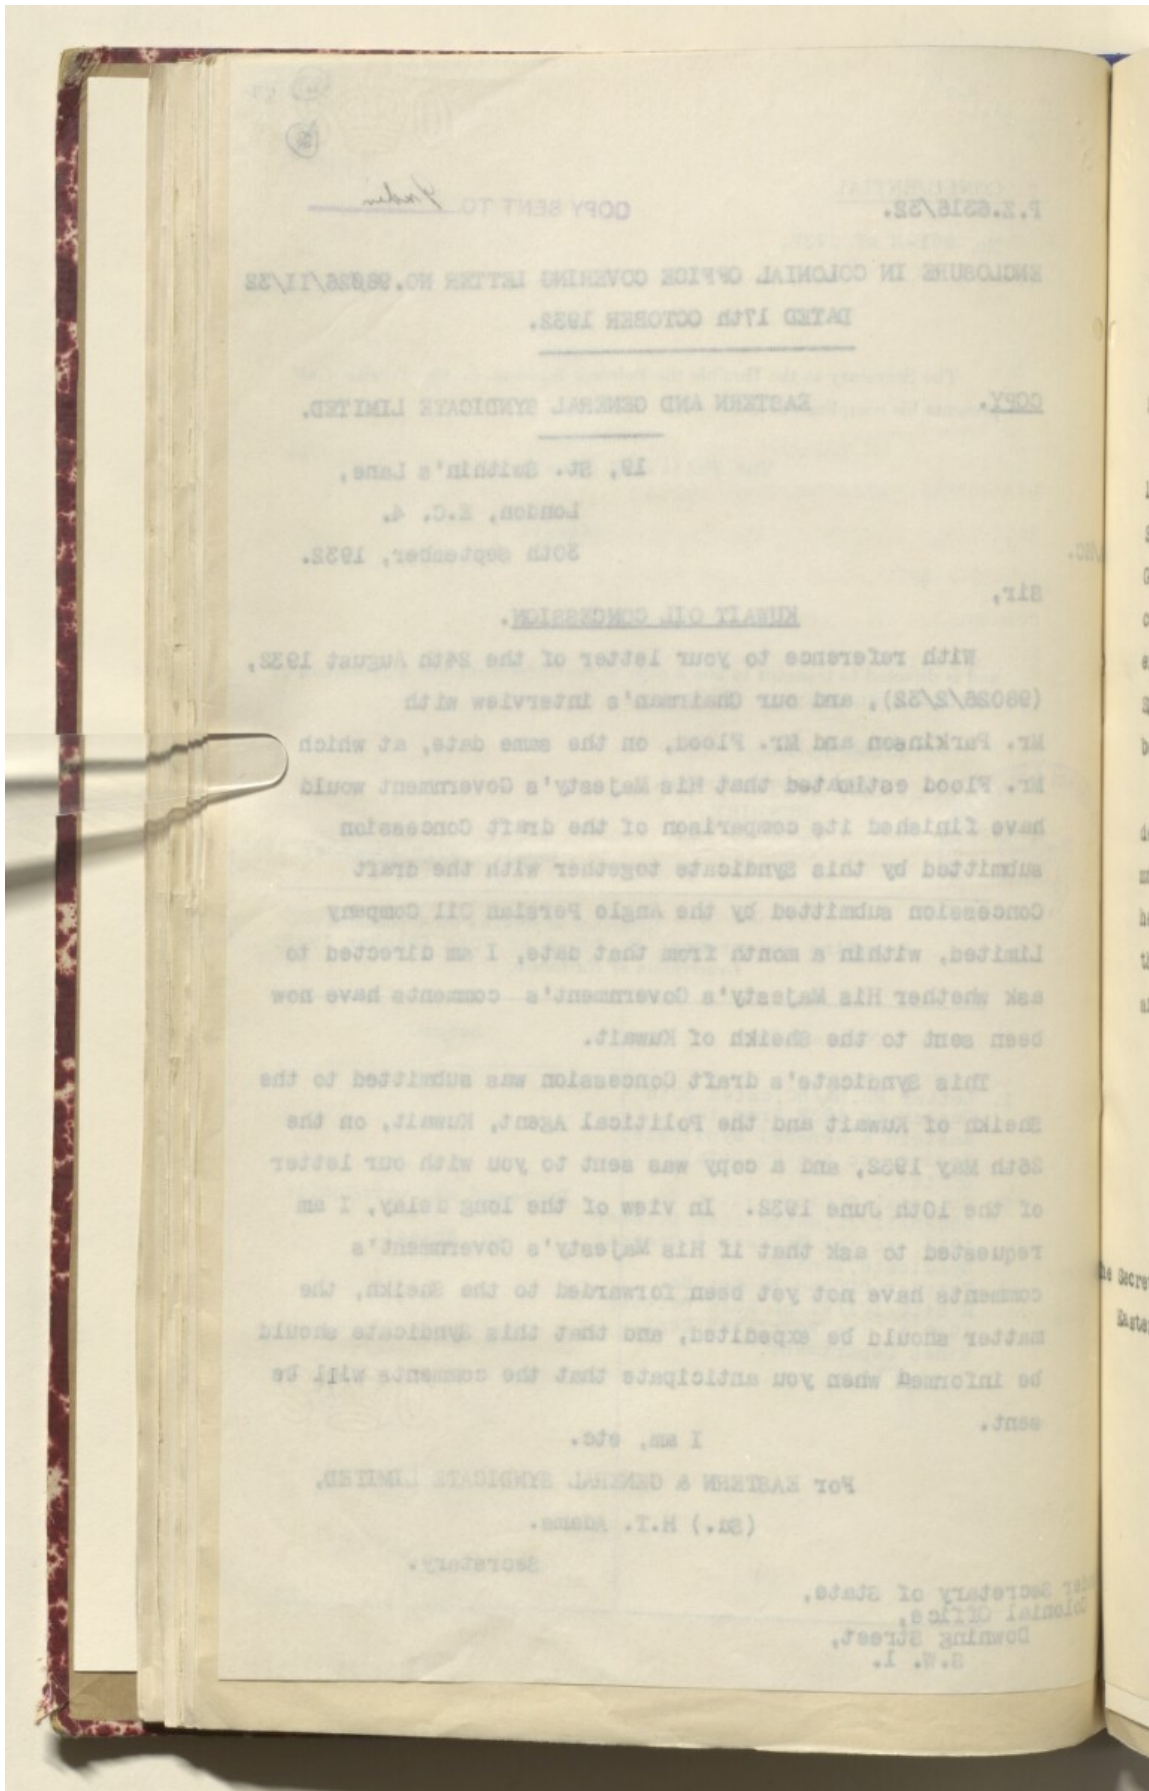 P.Z.6316/32.
COPY SENT TO
ENCLOSURE IN COLONIAL OFFICE COVERING LETTER NO.98026/11/32
DATED 17th OCTOBER 1932.
COPY.
EASTERN AND GENERAL SYNDICATE LIMITED.
19, St. Swithin's Lane,
London, E.C. 4.
30th September, 1932.
Sir,
KUWAIT OIL CONCESSION.
With reference to your letter of the 24th August 1932,
(98026/2/32), and our Chairman's interview with
Mr. Parkinson and Mr. Flood, on the same date, at which
Mr. Flood estimated that His Majesty's Government would
have finished its comparison of the draft Concession
submitted by this Syndicate together with the draft
Concession submitted by the Anglo Persian Oil Company
Limited, within a month from that date, I am directed to
ask whether His Majesty's Government's comments have now
been sent to the Sheikh of Kuwait.
This Syndicate's draft Concession was submitted to the
Sheikh of Kuwait and the Political Agent, Kuwait, on the
26th May 1932, and a copy was sent to you with our letter
of the 10th June 1932. In view of the long delay, I am
requested to ask that if His Majesty's Government's
comments have not yet been forwarded to the Sheikh, the
matter should be expedited, and that this Syndicate should
be informed when you anticipate that the comments will be
sent.
I am, etc.
For EASTERN & GENERAL SYNDICATE LIMITED.
(Sd.) H.T. Adams.
Secretary.
Secretary of State,
Colonial Office,
Downing Street,
S.W. 1.